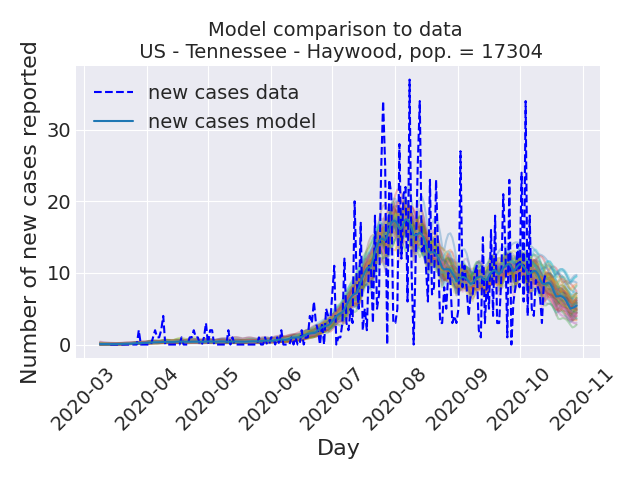 Model comparison to data
US - Tennessee - Haywood, pop. = 17304
Number of new cases reported
new cases data
new cases model
30
20
10
0
2020-03
2020-04
2020-05
2020-06
2020-07
2020-08
2020-09
2020-10
2020-11
Day